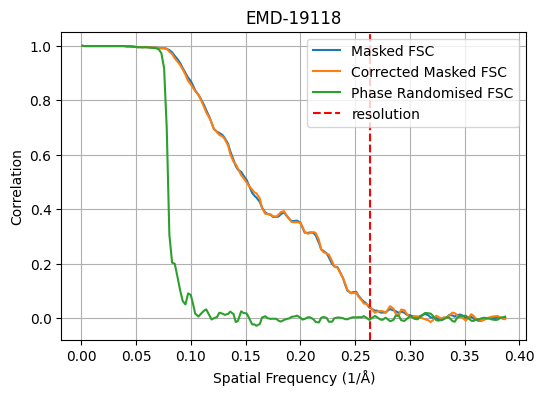 EMD-19118
1.0
0.8
0.6
0.4
0.2
0.0
Correlation
Masked FSC
Corrected Masked FSC
Phase Randomised FSC
resolution
0.00 0.05 0.10 0.15 0.20 0.25 0.30 0.35 0.40
Spatial Frequency (1/Å)